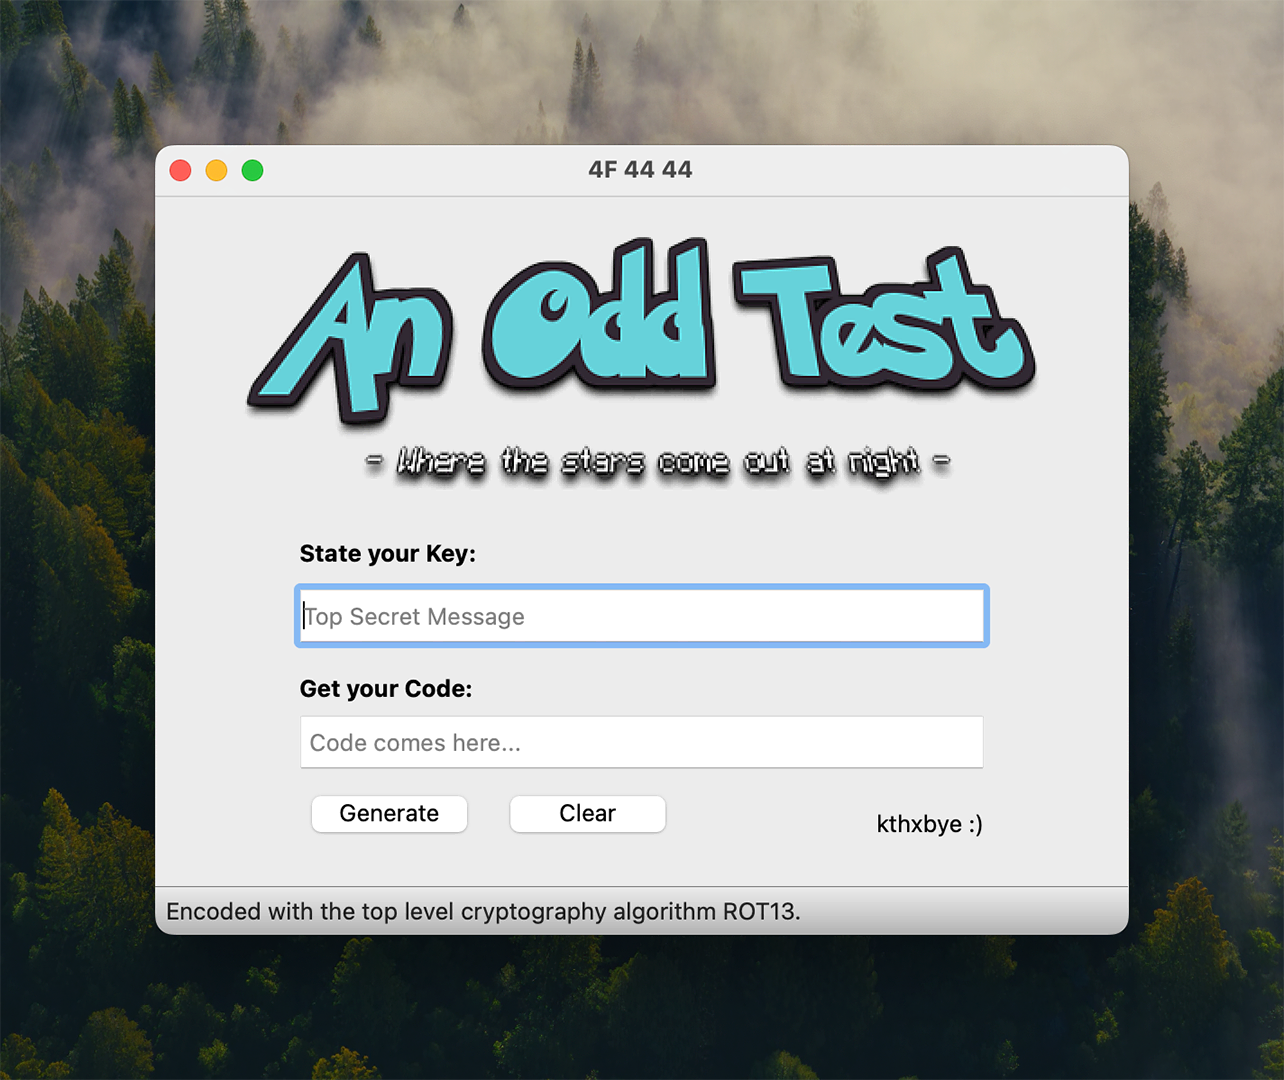 4F 44 44
An Odd Test
- Where the stars come out at night -
State your Key:
Top Secret Message
Get your Code:
Code comes here...
Generate Clear
kthxbye :)
Encoded with the top level cryptography algorithm ROT13.